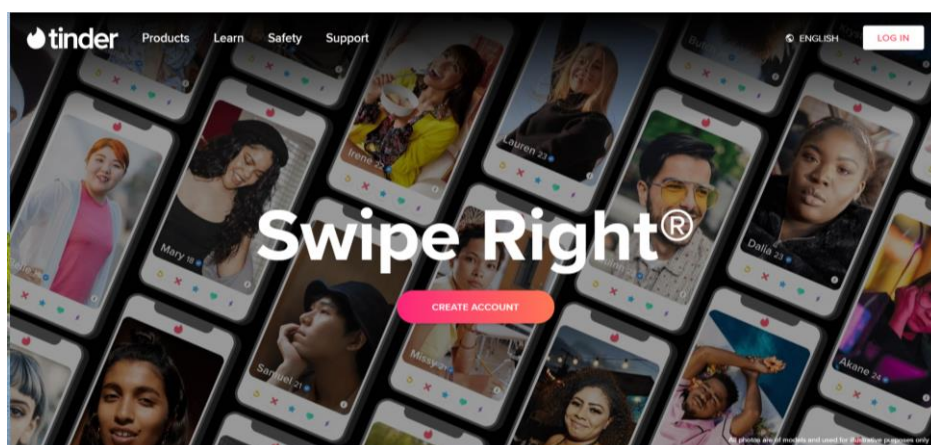 tinder
Products
Learn
Safety
Support
ENGLISH
LOG IN
Irene 22
Lauren 23
Mary 18
Dalia 23
Swipe Right®
CREATE ACCOUNT
Samuel 21
Missy
Akane 24
All photos are of models and used for illustrative purposes only